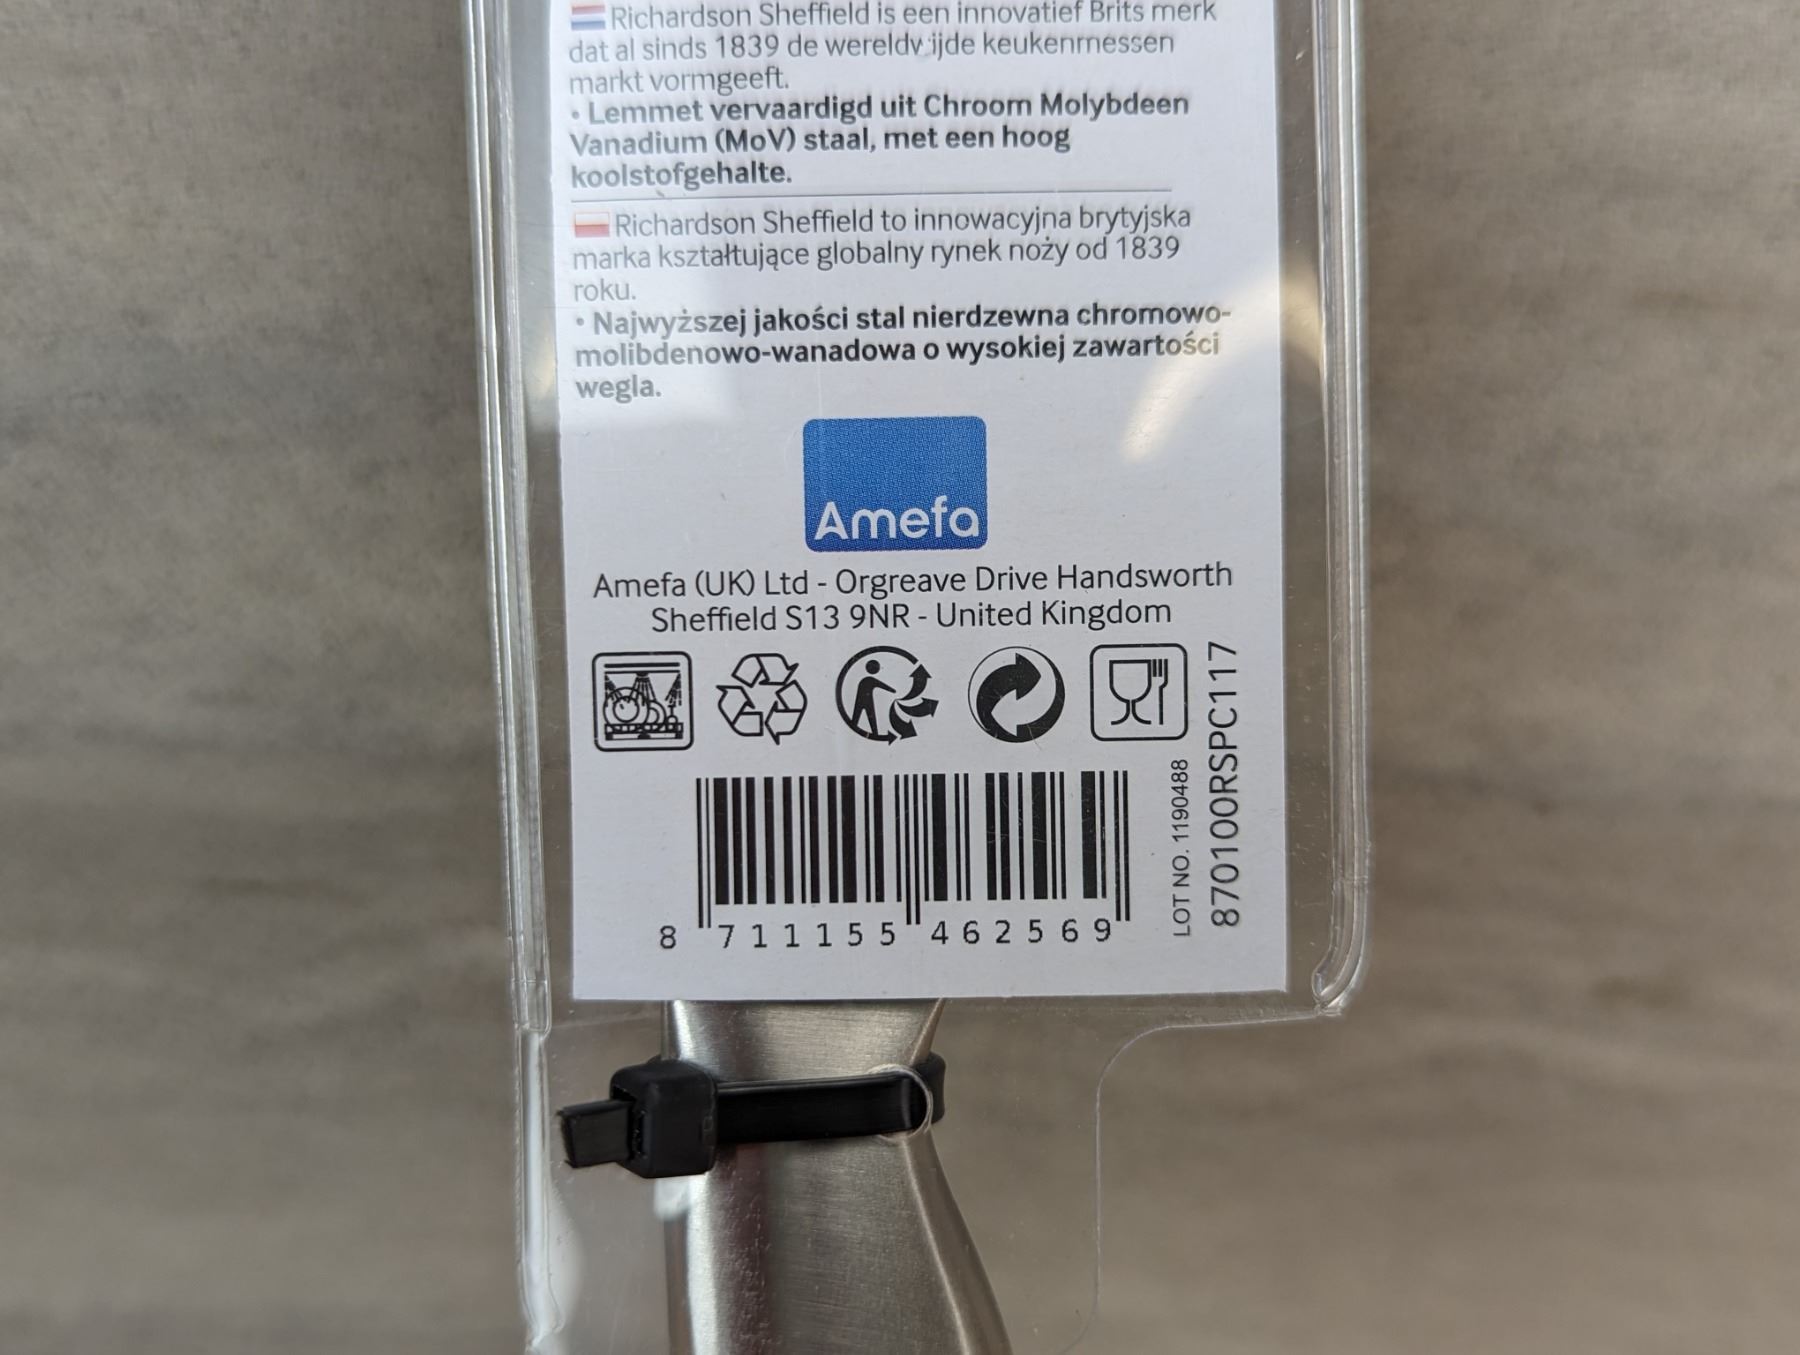 Richardson Sheffield is een innovatief Brits merk
dat al sinds 1839 de wereldwijde keukenmessen
markt vormgeeft.
• Lemmet vervaardigd uit Chroom Molybdeen
Vanadium (MoV) staal, met een hoog
koolstofgehalte.
Richardson Sheffield to innowacyjna brytyjska
marka kształtujące globalny rynek noży od 1839
roku.
• Najwyższej jakości stal nierdzewna chromowo-
molibdenowo-wanadowa o wysokiej zawartości
wegla.
Amefa
Amefa (UK) Ltd - Orgreave Drive Handsworth
Sheffield S13 9NR - United Kingdom
8 711155 462569
LOT NO. 1190488
870100RSPC117